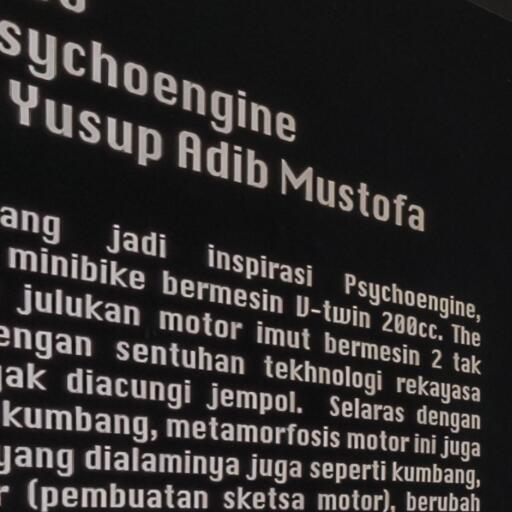 sychoengine
Yusup Adib Mustofa
ang jadi inspirasi Psychoengine,
minibike bermesin V-twin 200cc. The
julukan motor imut bermesin 2 tak
engan sentuhan tekhnologi rekayasa
ak diacungi jempol. Selaras dengan
kumbang, metamorfosis motor ini juga
yang dialaminya juga seperti kumbang,
r (pembuatan sketsa motor), berubah